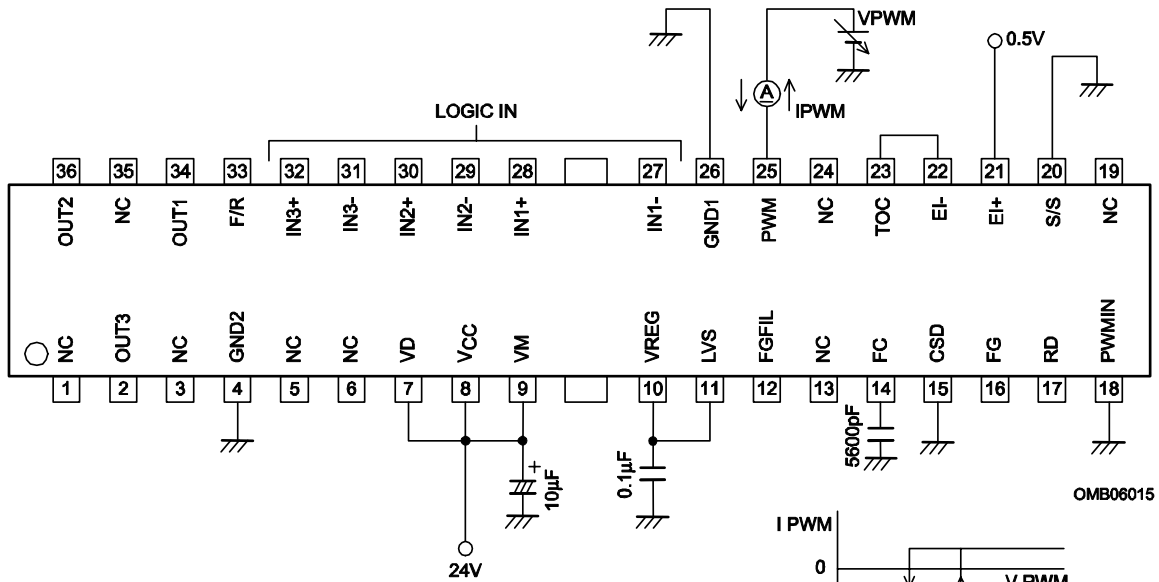 VPWM
0.5V
A
IPWM
LOGIC IN
36 35 34 33 32 31 30 29 28 27 26 25 24 23 22 21 20 19
OUT2 NC OUT1 F/R IN3+ IN3- IN2+ IN2- IN1+ IN1- GND1 PWM NC TOC EI- EI+ S/S NC
NC OUT3 NC GND2 NC NC VD VCC VM VREG LVS FGFIL NC FC CSD FG RD PWMIN
1 2 3 4 5 6 7 8 9 10 11 12 13 14 15 16 17 18
+
10μF
0.1μF
5600pF
OMB06015
24V
I PWM
0
V PWM